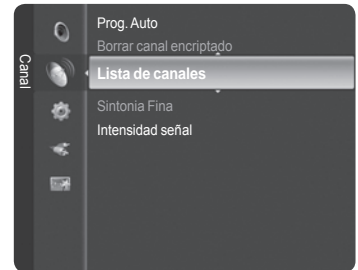 Canal
Prog. Auto
Borrar canal encriptado
Lista de canales
Sintonia Fina
Intensidad señal